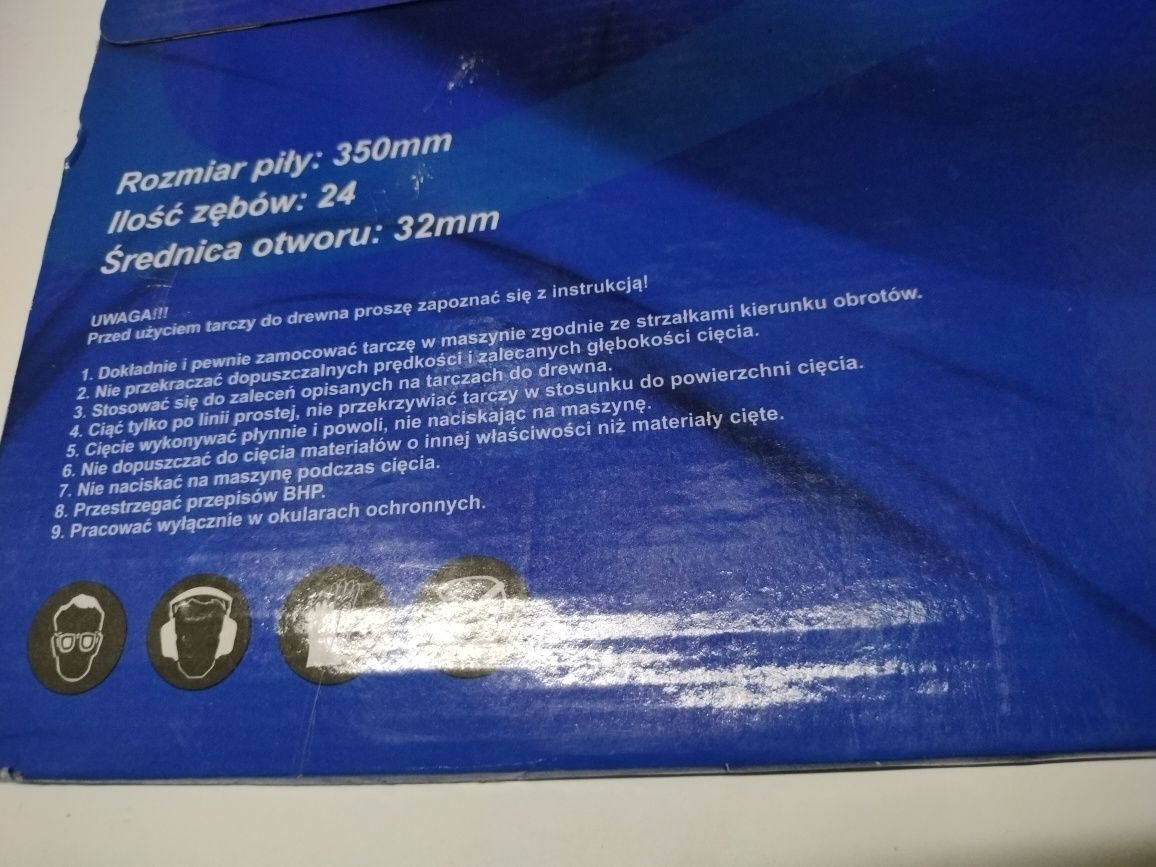 Rozmiar piły: 350mm
Ilość zębów: 24
Średnica otworu: 32mm
UWAGA!!!
Przed użyciem tarczy do drewna proszę zapoznać się z instrukcją!
1. Dokładnie i pewnie zamocować tarczę w maszynie zgodnie ze strzałkami kierunku obrotów.
2. Nie przekraczać dopuszczalnych prędkości i zalecanych głębokości cięcia.
3. Stosować się do zaleceń opisanych na tarczach do drewna.
4. Ciąć tylko po linii prostej, nie przekrzywiać tarczy w stosunku do powierzchni cięcia.
5. Cięcie wykonywać płynnie i powoli, nie naciskając na maszynę.
6. Nie dopuszczać do cięcia materiałów o innej właściwości niż materiały cięte.
7. Nie naciskać na maszynę podczas cięcia.
8. Przestrzegać przepisów BHP.
9. Pracować wyłącznie w okularach ochronnych.